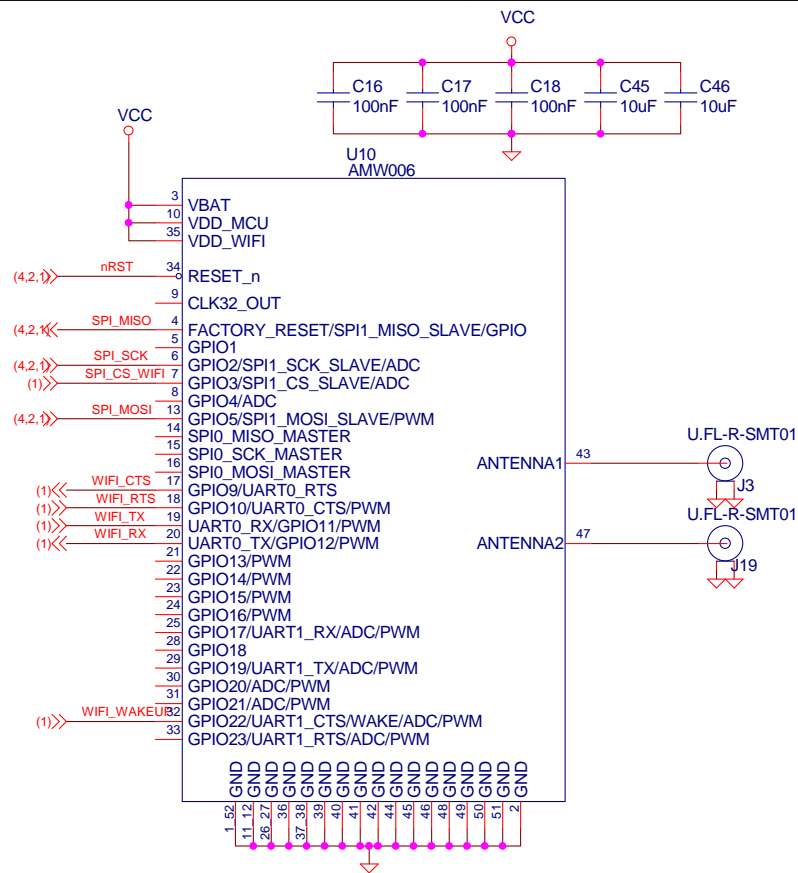 VCC
C16
100nF
C17
100nF
C18
100nF
C45
10uF
C46
10uF
VCC
U10
AMW006
3 VBAT
10 VDD_MCU
35 VDD_WIFI
(4,2,1) nRST 34 RESET_n
9 CLK32_OUT
(4,2,1) SPI_MISO 4 FACTORY_RESET/SPI1_MISO_SLAVE/GPIO
5 GPIO1
(4,2,1) SPI_SCK 6 GPIO2/SPI1_SCK_SLAVE/ADC
(1) SPI_CS_WIFI 7 GPIO3/SPI1_CS_SLAVE/ADC
8 GPIO4/ADC
(4,2,1) SPI_MOSI 13 GPIO5/SPI1_MOSI_SLAVE/PWM
14 SPI0_MISO_MASTER
15 SPI0_SCK_MASTER
16 SPI0_MOSI_MASTER
(1) WIFI_CTS 17 GPIO9/UART0_RTS
(1) WIFI_RTS 18 GPIO10/UART0_CTS/PWM
(1) WIFI_TX 19 UART0_RX/GPIO11/PWM
(1) WIFI_RX 20 UART0_TX/GPIO12/PWM
21 GPIO13/PWM
22 GPIO14/PWM
23 GPIO15/PWM
24 GPIO16/PWM
25 GPIO17/UART1_RX/ADC/PWM
28 GPIO18
29 GPIO19/UART1_TX/ADC/PWM
30 GPIO20/ADC/PWM
31 GPIO21/ADC/PWM
(1) WIFI_WAKEUP 32 GPIO22/UART1_CTS/WAKE/ADC/PWM
33 GPIO23/UART1_RTS/ADC/PWM
ANTENNA1 43
U.FL-R-SMT01
J3
ANTENNA2 47
U.FL-R-SMT01
J19
GND GND GND GND GND GND GND GND GND GND GND GND GND GND GND GND GND
1_52 11_12 26_27 36 37_38 39 40 41 42 44 45 46 48 49 50 51 2